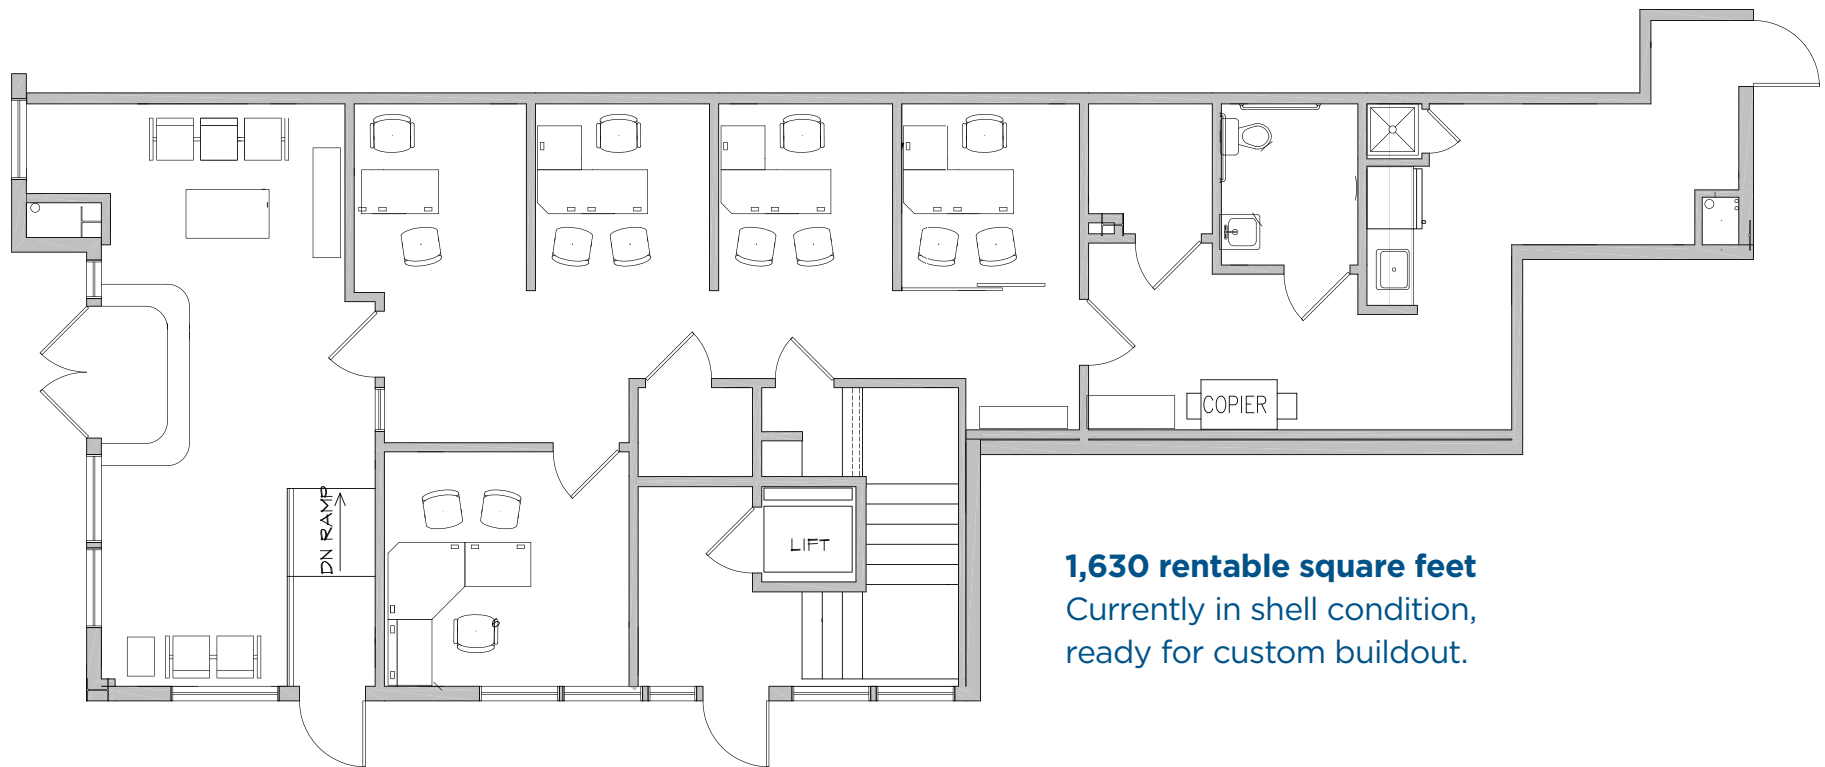 COPIER
DN RAMP
LIFT
1,630 rentable square feet
Currently in shell condition,
ready for custom buildout.